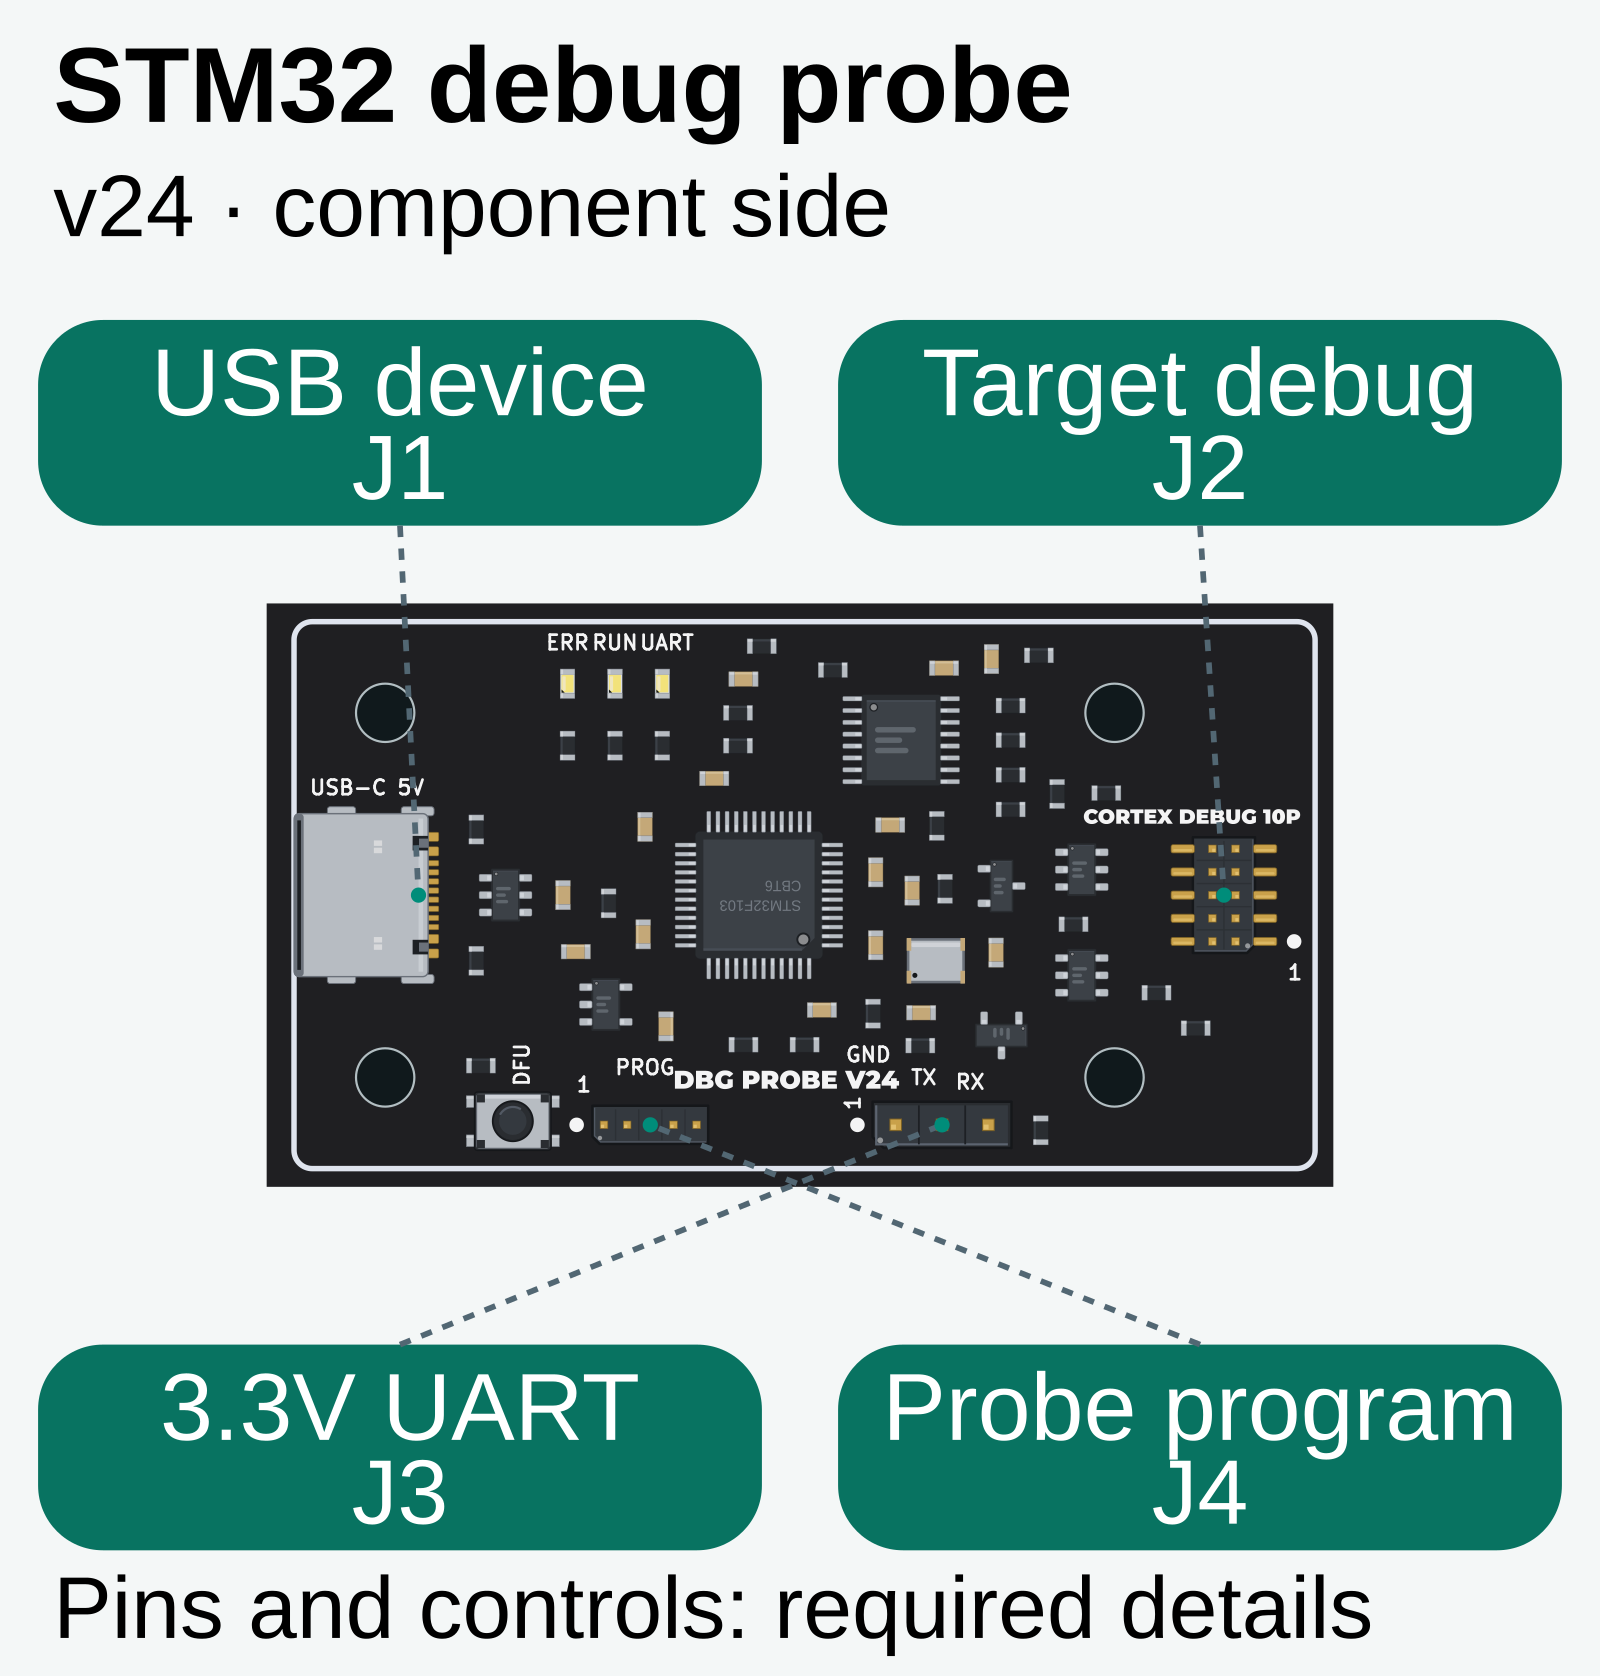 STM32 debug probe
v24 · component side
USB device
J1
Target debug
J2
ERR RUN UART
USB-C 5V
CORTEX DEBUG 10P
STM32F103
CBT6
1
DFU
1
PROG
DBG PROBE V24
GND
TX
RX
1
3.3V UART
J3
Probe program
J4
Pins and controls: required details